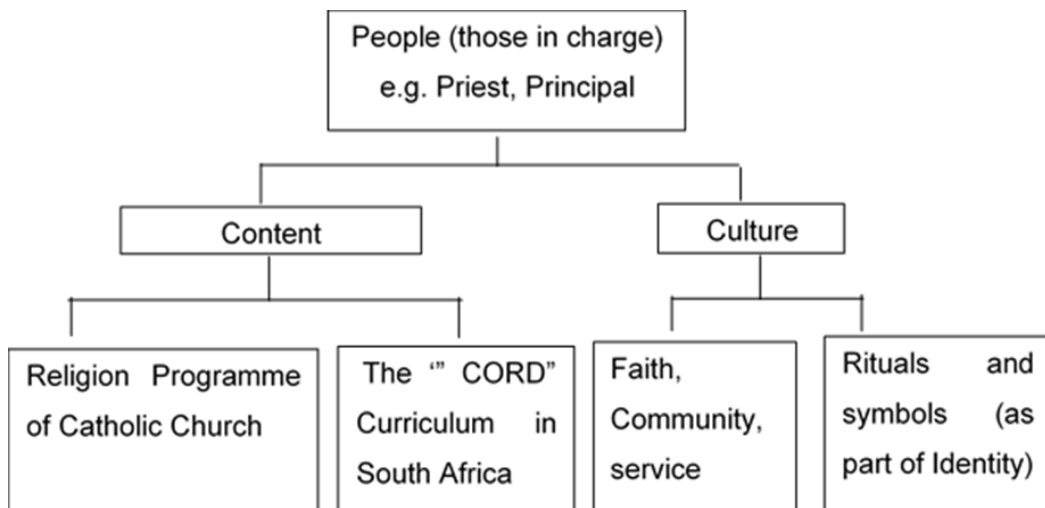 People (those in charge)
e.g. Priest, Principal
Content
Culture
Religion Programme
of Catholic Church
The ‘” CORD”
Curriculum in
South Africa
Faith,
Community,
service
Rituals and
symbols (as
part of Identity)